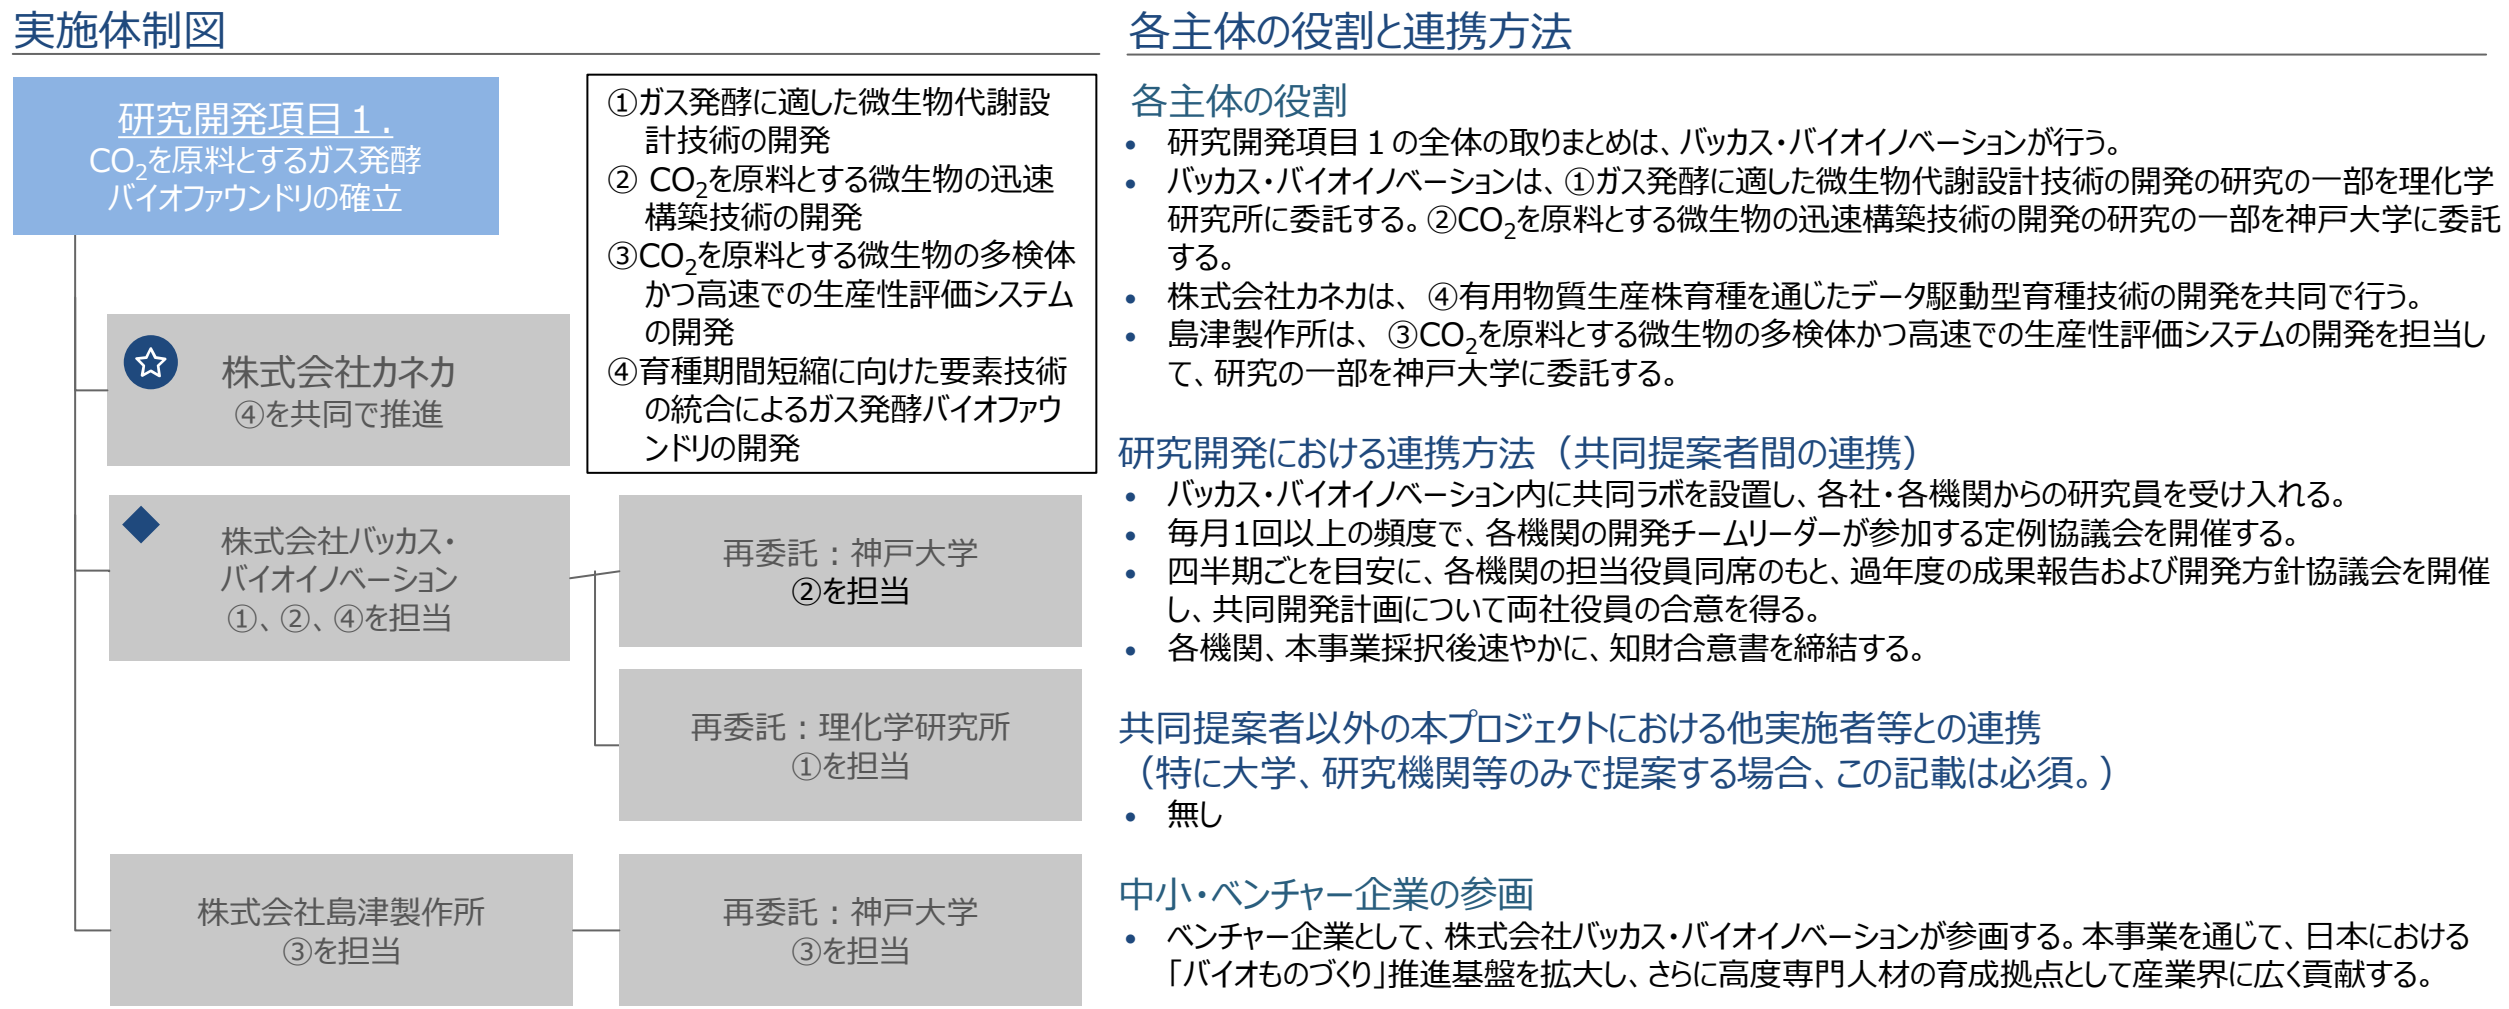 実施体制図
研究開発項目１.
CO₂を原料とするガス発酵
バイオファウンドリの確立
①ガス発酵に適した微生物代謝設
計技術の開発
② CO₂を原料とする微生物の迅速
構築技術の開発
③CO₂を原料とする微生物の多検体
かつ高速での生産性評価システム
の開発
④育種期間短縮に向けた要素技術
の統合によるガス発酵バイオファウ
ンドリの開発
株式会社カネカ
④を共同で推進
株式会社バッカス・
バイオイノベーション
①、②、④を担当
再委託：神戸大学
②を担当
再委託：理化学研究所
①を担当
株式会社島津製作所
③を担当
再委託：神戸大学
③を担当
各主体の役割と連携方法
各主体の役割
• 研究開発項目１の全体の取りまとめは、バッカス・バイオイノベーションが行う。
• バッカス・バイオイノベーションは、①ガス発酵に適した微生物代謝設計技術の開発の研究の一部を理化学
研究所に委託する。②CO₂を原料とする微生物の迅速構築技術の開発の研究の一部を神戸大学に委託
する。
• 株式会社カネカは、④有用物質生産株育種を通じたデータ駆動型育種技術の開発を共同で行う。
• 島津製作所は、③CO₂を原料とする微生物の多検体かつ高速での生産性評価システムの開発を担当し
て、研究の一部を神戸大学に委託する。
研究開発における連携方法（共同提案者間の連携）
• バッカス・バイオイノベーション内に共同ラボを設置し、各社・各機関からの研究員を受け入れる。
• 毎月1回以上の頻度で、各機関の開発チームリーダーが参加する定例協議会を開催する。
• 四半期ごとを目安に、各機関の担当役員同席のもと、過年度の成果報告および開発方針協議会を開催
し、共同開発計画について両社役員の合意を得る。
• 各機関、本事業採択後速やかに、知財合意書を締結する。
共同提案者以外の本プロジェクトにおける他実施者等との連携
（特に大学、研究機関等のみで提案する場合、この記載は必須。）
• 無し
中小・ベンチャー企業の参画
• ベンチャー企業として、株式会社バッカス・バイオイノベーションが参画する。本事業を通じて、日本における
「バイオものづくり」推進基盤を拡大し、さらに高度専門人材の育成拠点として産業界に広く貢献する。